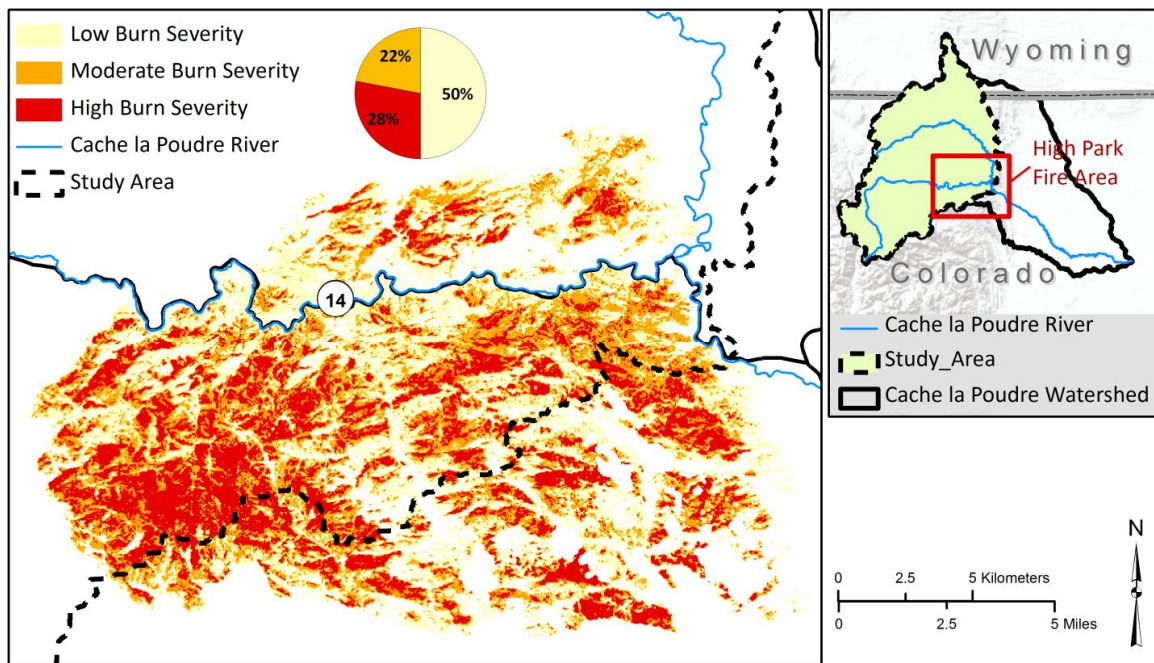 Low Burn Severity
Moderate Burn Severity
High Burn Severity
Cache la Poudre River
Study Area
22%
50%
28%
14
Wyoming
High Park
Fire Area
Colorado
Cache la Poudre River
Study_Area
Cache la Poudre Watershed
N
0 2.5 5 Kilometers
0 2.5 5 Miles